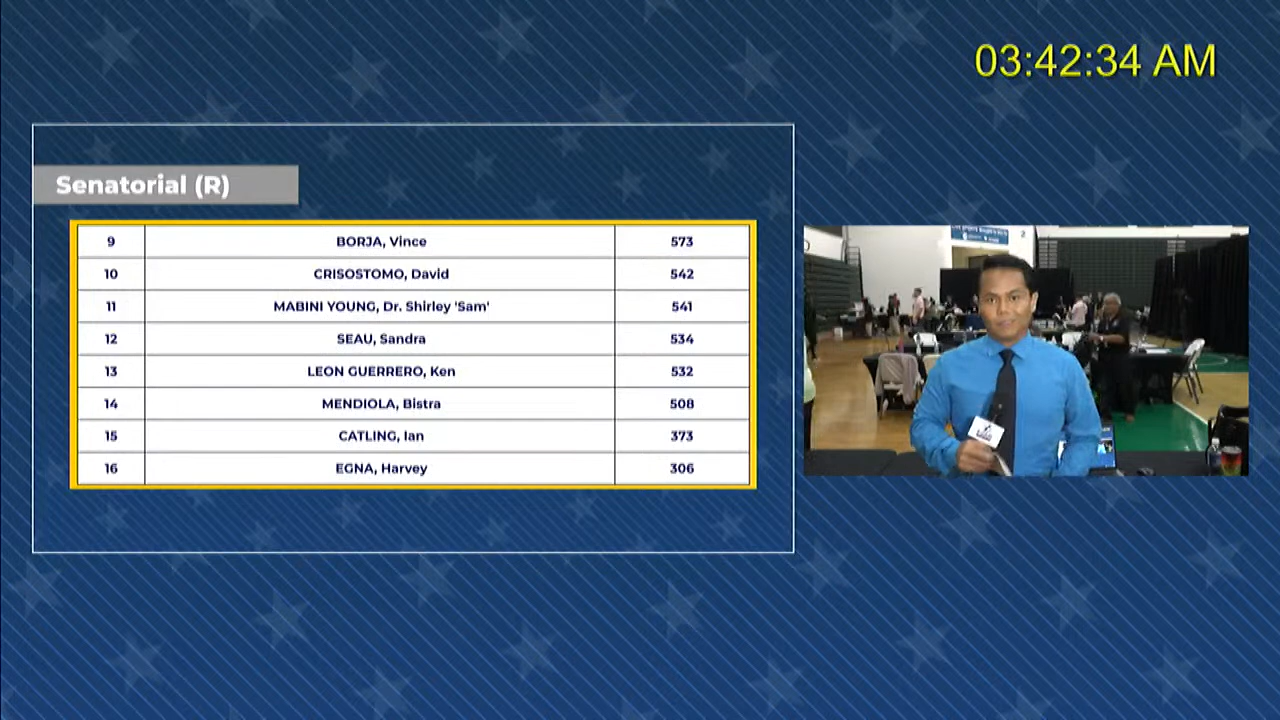 03:42:34 AM
Senatorial (R)
9 BORJA, Vince 573
10 CRISOSTOMO, David 542
11 MABINI YOUNG, Dr. Shirley 'Sam' 541
12 SEAU, Sandra 534
13 LEON GUERRERO, Ken 532
14 MENDIOLA, Bistra 508
15 CATLING, Ian 373
16 EGNA, Harvey 306